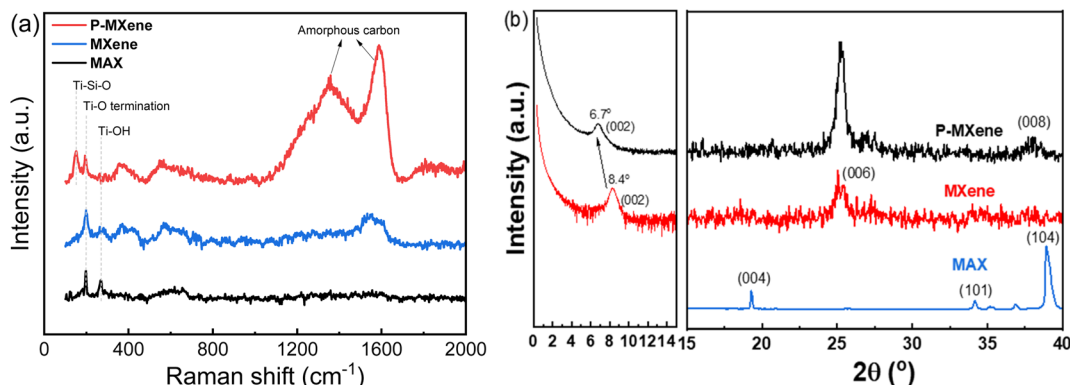 (a)
P-MXene
MXene
MAX
Amorphous carbon
Ti-Si-O
Ti-O termination
Ti-OH
Intensity (a.u.)
0 400 800 1200 1600 2000
Raman shift (cm⁻¹)
(b)
Intensity (a.u.)
6.7º
(002)
8.4º
(002)
P-MXene
(008)
(006)
MXene
(104)
MAX
(004)
(101)
0 2 4 6 8 10 12 14 15 20 25 30 35 40
2θ (º)